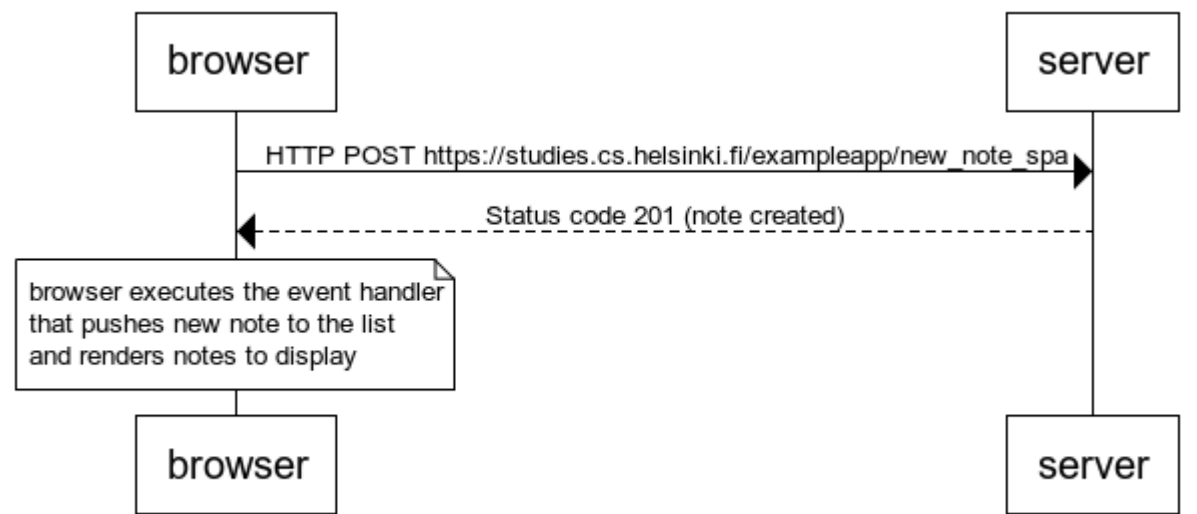 browser
server
HTTP POST https://studies.cs.helsinki.fi/exampleapp/new_note_spa
Status code 201 (note created)
browser executes the event handler
that pushes new note to the list
and renders notes to display
browser
server